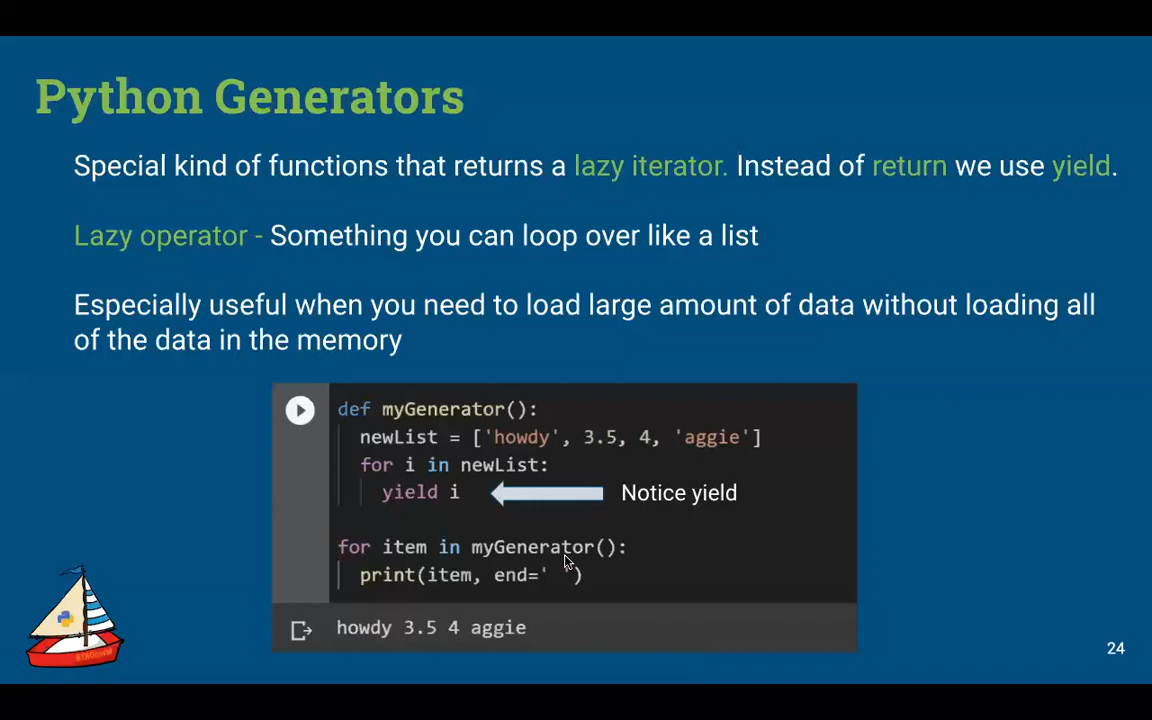 Python Generators
Special kind of functions that returns a lazy iterator. Instead of return we use yield.
Lazy operator - Something you can loop over like a list
Especially useful when you need to load large amount of data without loading all
of the data in the memory
def myGenerator():
newList = ['howdy', 3.5, 4, 'aggie']
for i in newList:
yield i
Notice yield
for item in myGenerator():
print(item, end=' ')
howdy 3.5 4 aggie
24